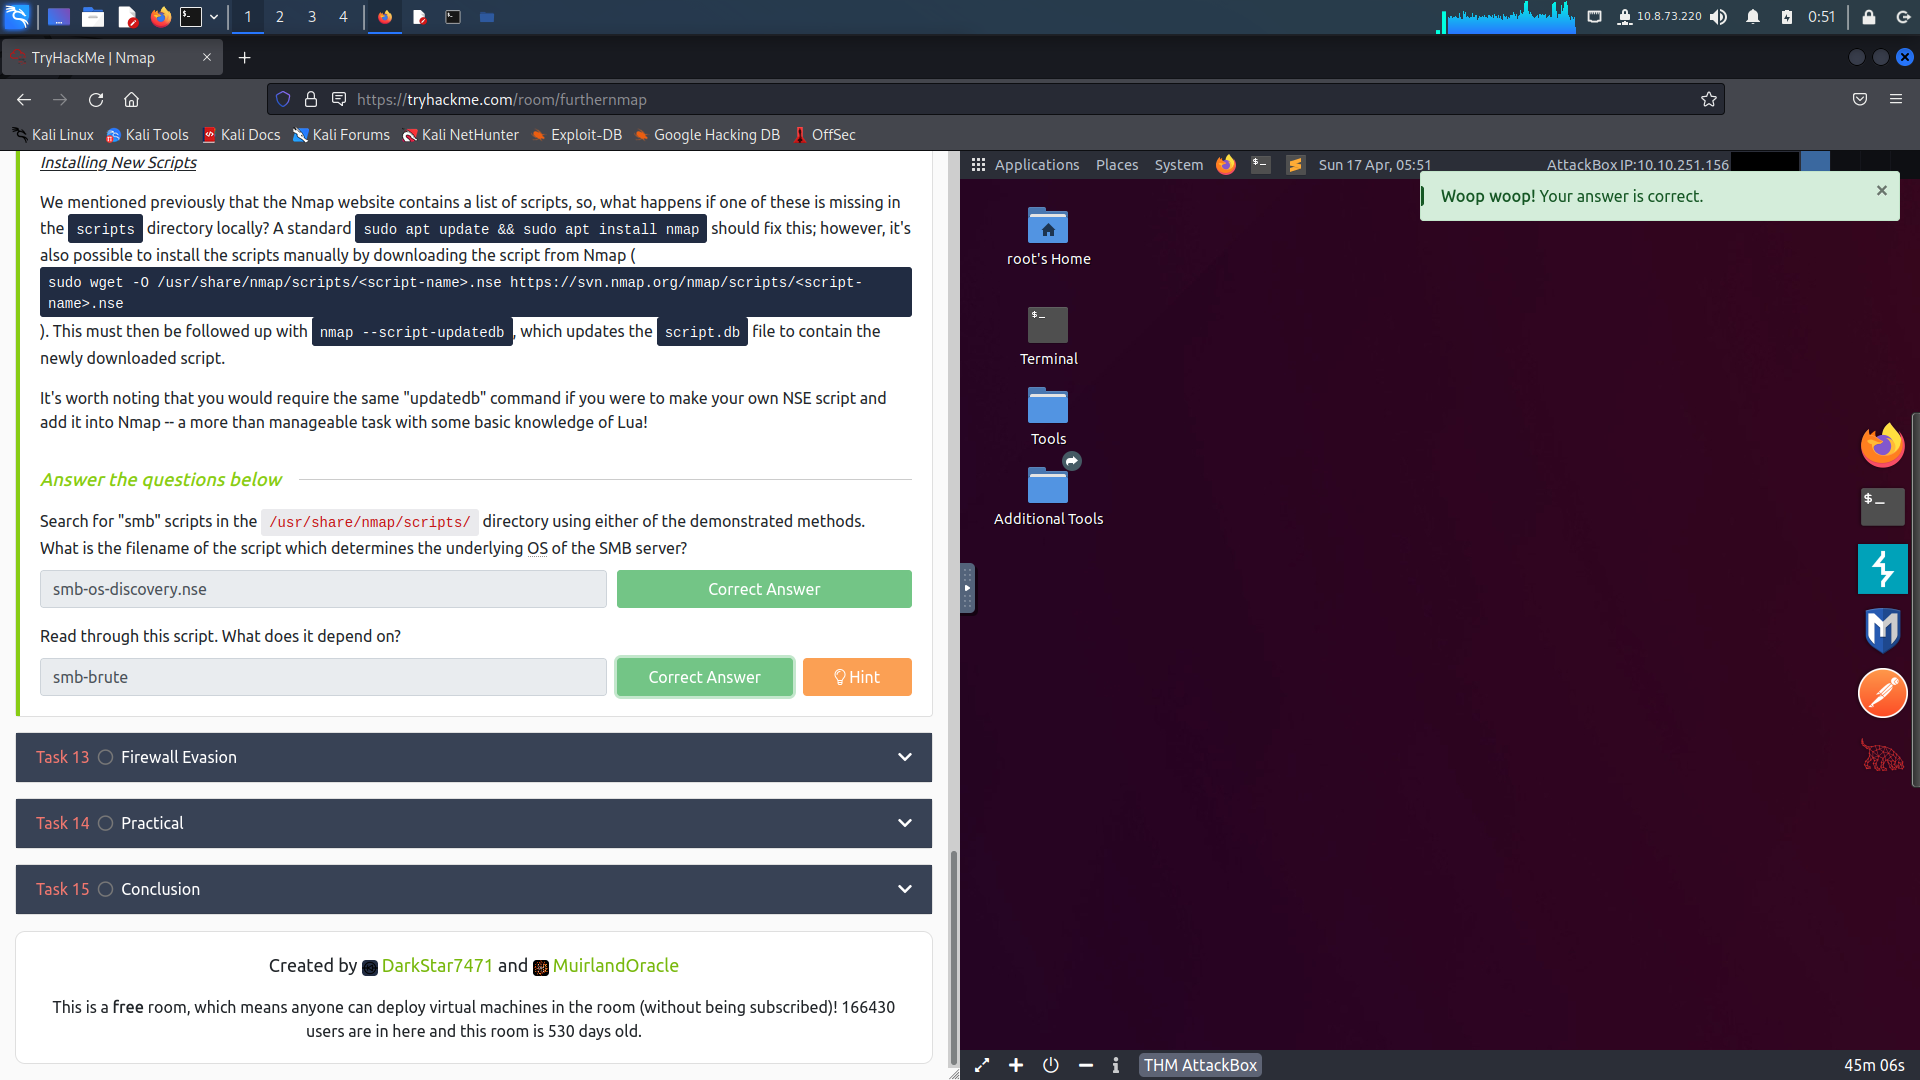 1
2
3
4
10.8.73.220
0:51
TryHackMe | Nmap
https://tryhackme.com/room/furthernmap
Kali Linux
Kali Tools
Kali Docs
Kali Forums
Kali NetHunter
Exploit-DB
Google Hacking DB
OffSec
Installing New Scripts
We mentioned previously that the Nmap website contains a list of scripts, so, what happens if one of these is missing in
the scripts directory locally? A standard sudo apt update && sudo apt install nmap should fix this; however, it's
also possible to install the scripts manually by downloading the script from Nmap (
sudo wget -O /usr/share/nmap/scripts/<script-name>.nse https://svn.nmap.org/nmap/scripts/<script-
name>.nse
). This must then be followed up with nmap --script-updatedb, which updates the script.db file to contain the
newly downloaded script.
It's worth noting that you would require the same "updatedb" command if you were to make your own NSE script and
add it into Nmap -- a more than manageable task with some basic knowledge of Lua!
Answer the questions below
Search for "smb" scripts in the /usr/share/nmap/scripts/ directory using either of the demonstrated methods.
What is the filename of the script which determines the underlying OS of the SMB server?
smb-os-discovery.nse
Correct Answer
Read through this script. What does it depend on?
smb-brute
Correct Answer
Hint
Task 13 Firewall Evasion
Task 14 Practical
Task 15 Conclusion
Created by DarkStar7471 and MuirlandOracle
This is a free room, which means anyone can deploy virtual machines in the room (without being subscribed)! 166430
users are in here and this room is 530 days old.
Applications
Places
System
Sun 17 Apr, 05:51
AttackBox IP:10.10.251.156
Woop woop! Your answer is correct.
root's Home
Terminal
Tools
Additional Tools
THM AttackBox
45m 06s